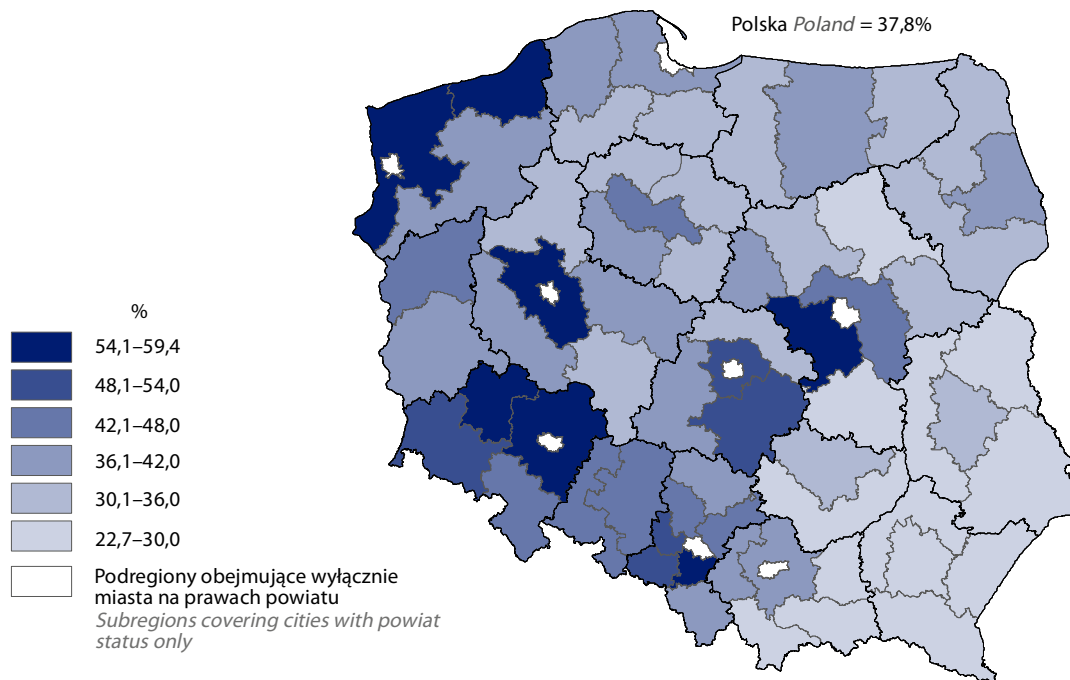 Polska Poland = 37,8%
%
54,1–59,4
48,1–54,0
42,1–48,0
36,1–42,0
30,1–36,0
22,7–30,0
Podregiony obejmujące wyłącznie
miasta na prawach powiatu
Subregions covering cities with powiat
status only